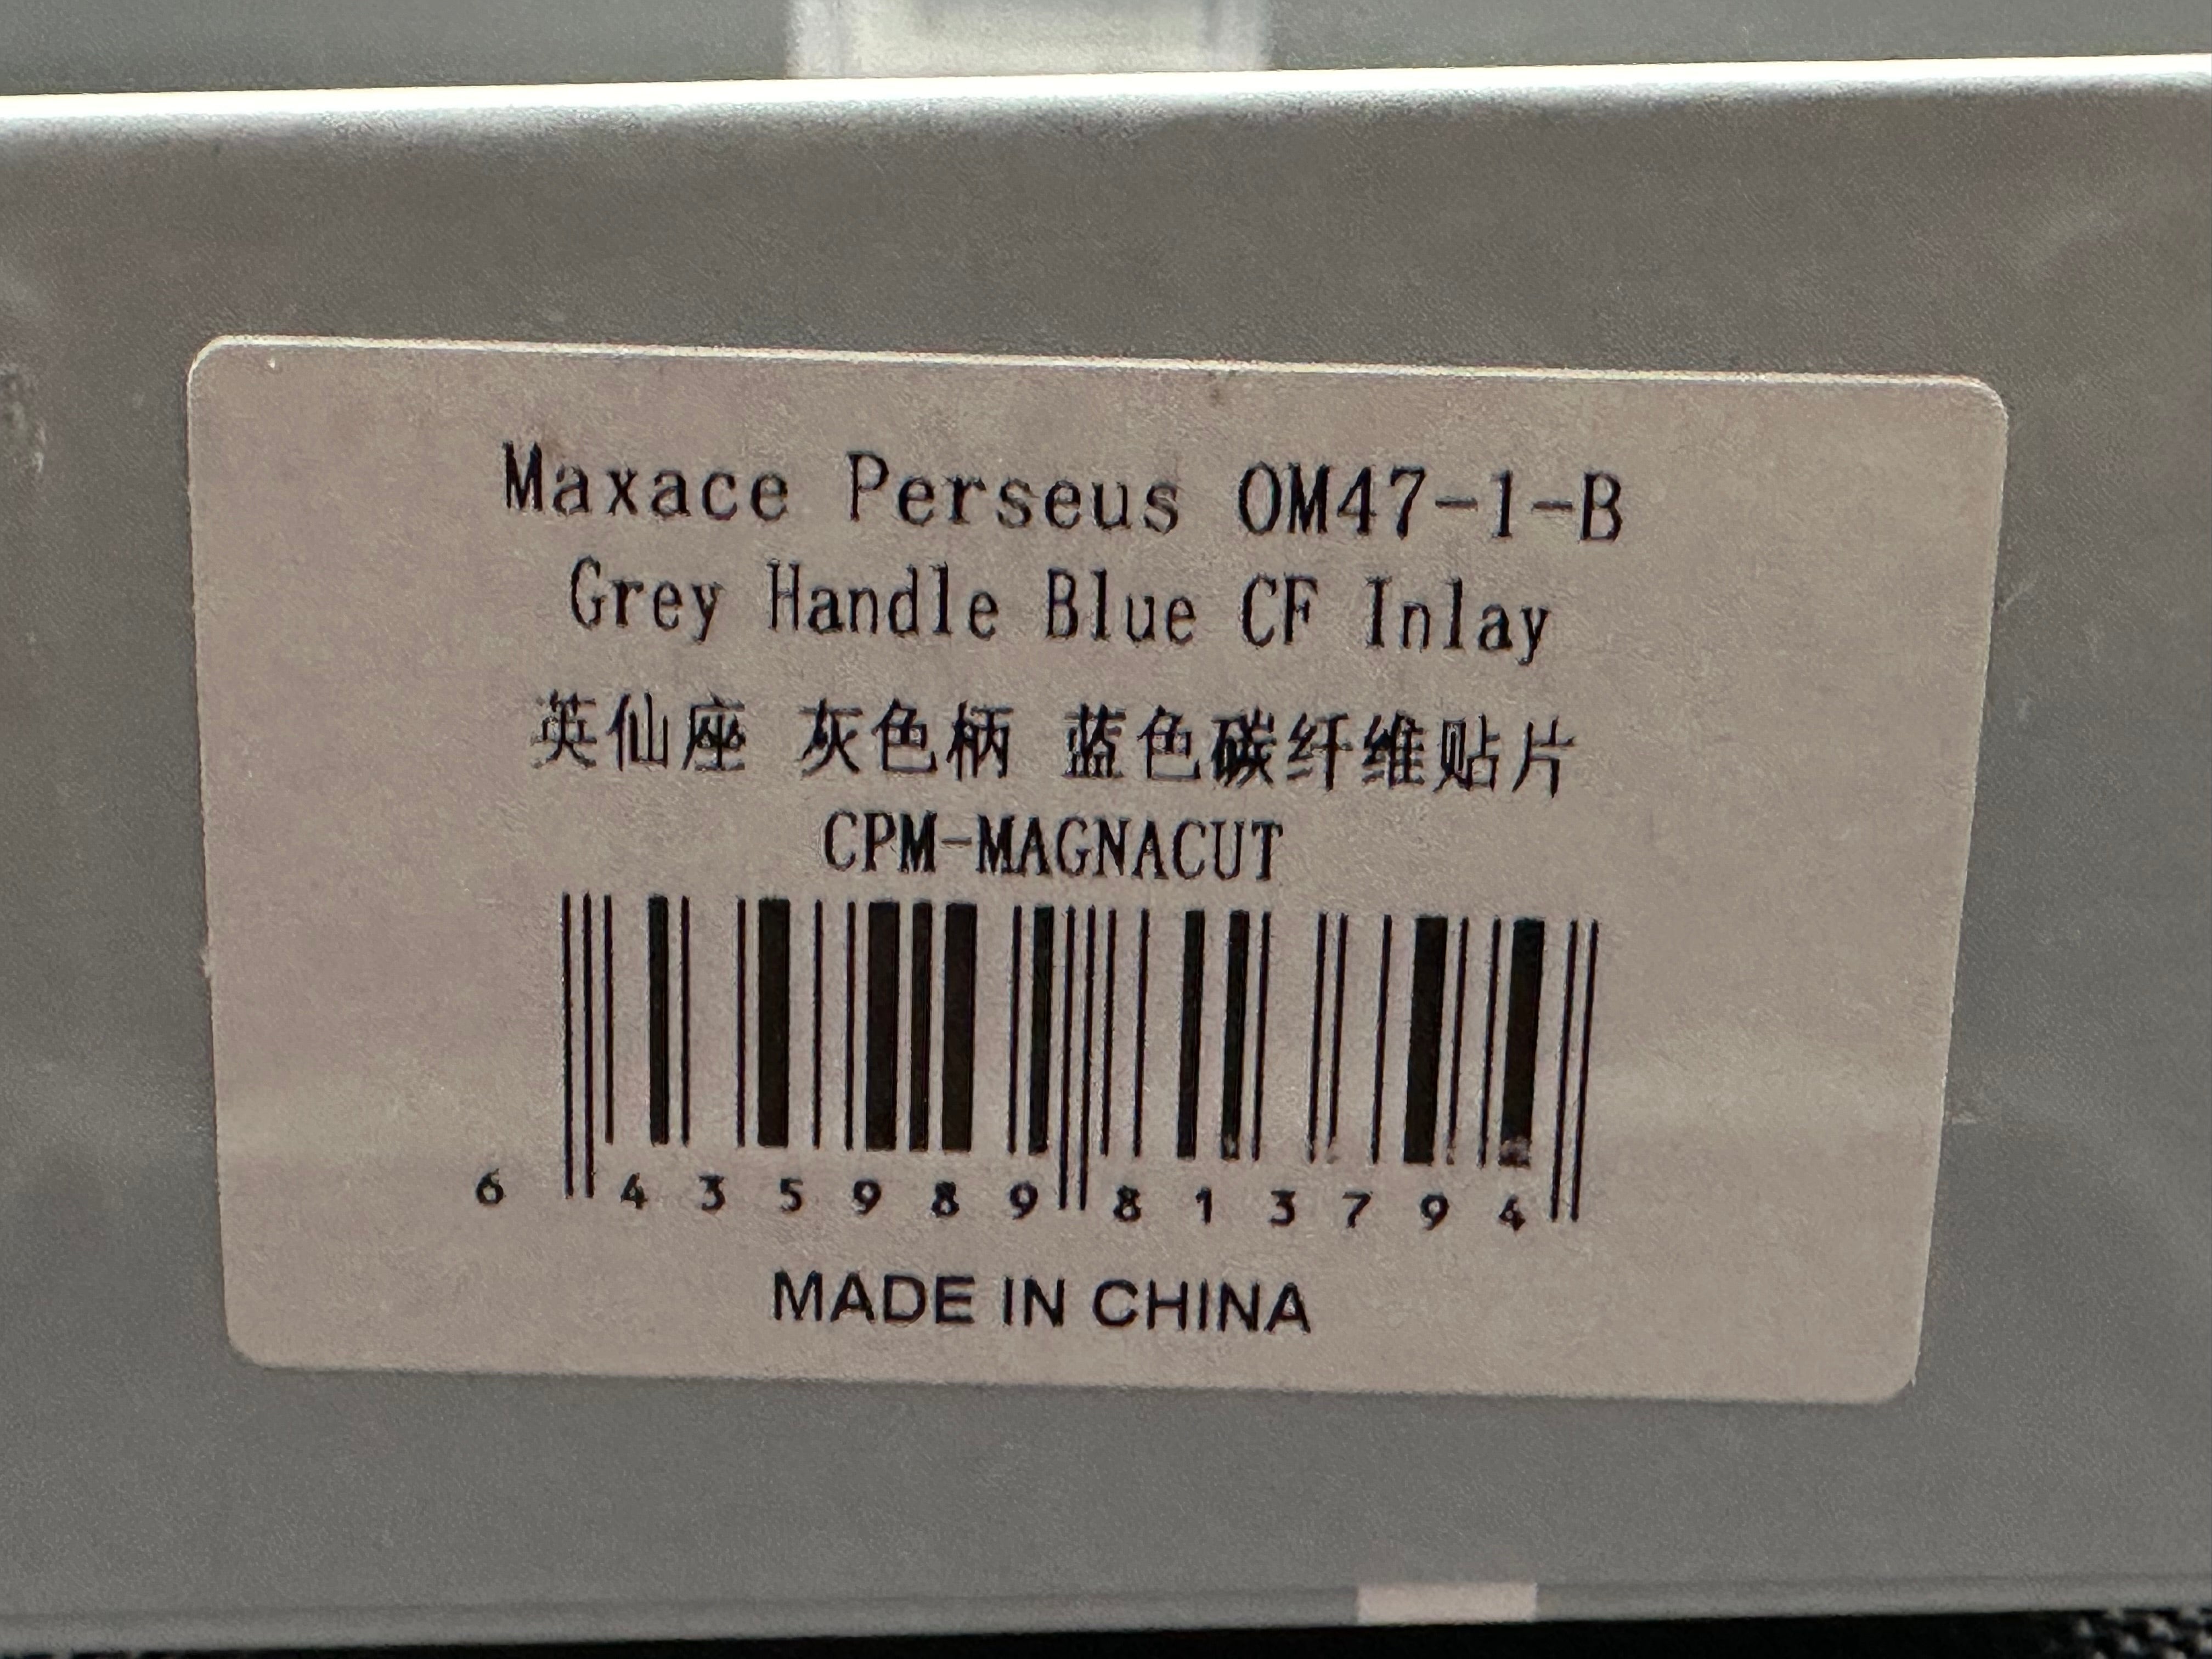 Maxace Perseus OM47-1-B
Grey Handle Blue CF Inlay
英仙座 灰色柄 蓝色碳纤维贴片
CPM-MAGNACUT
6 435989 813794
MADE IN CHINA